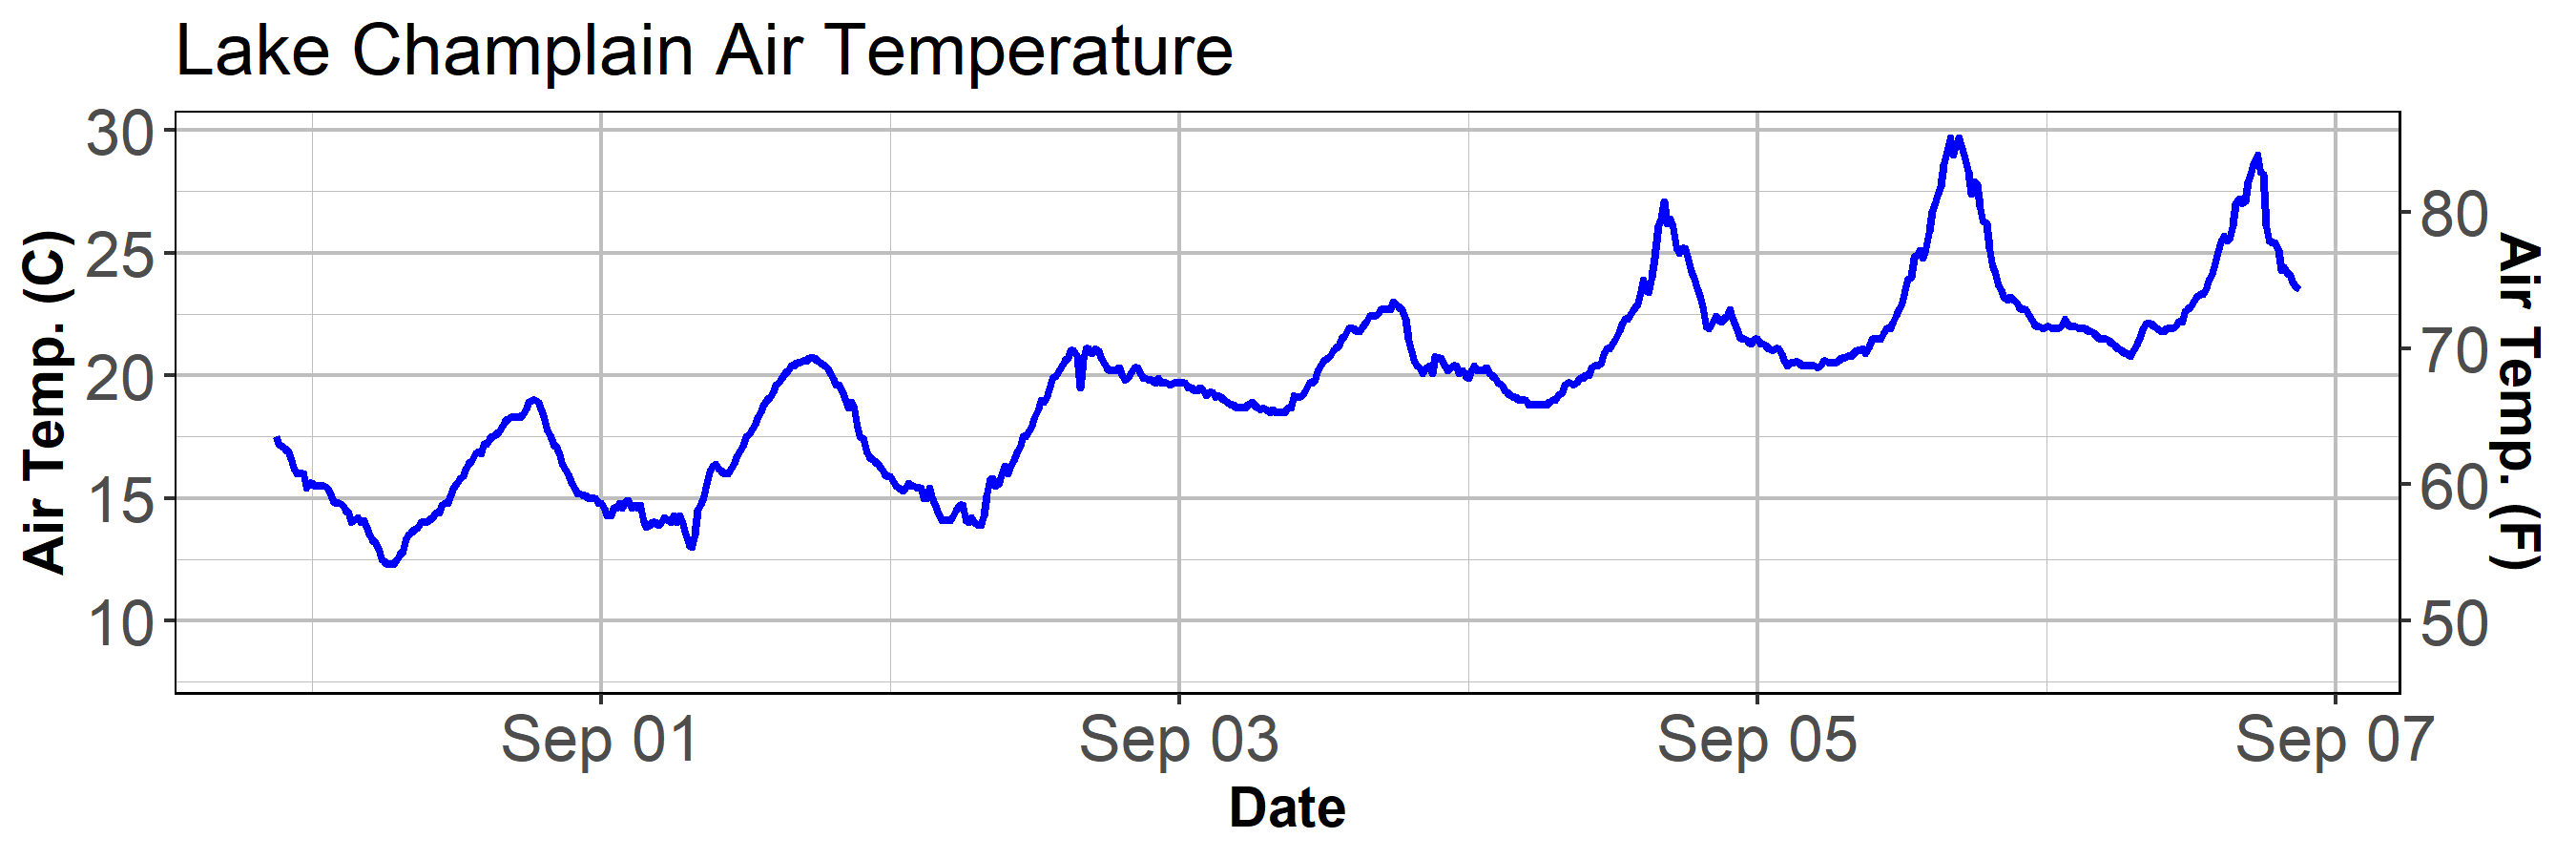 Lake Champlain Air Temperature
Air Temp. (C)
30
25
20
15
10
80
70
60
50
Air Temp. (F)
Sep 01
Sep 03
Sep 05
Sep 07
Date